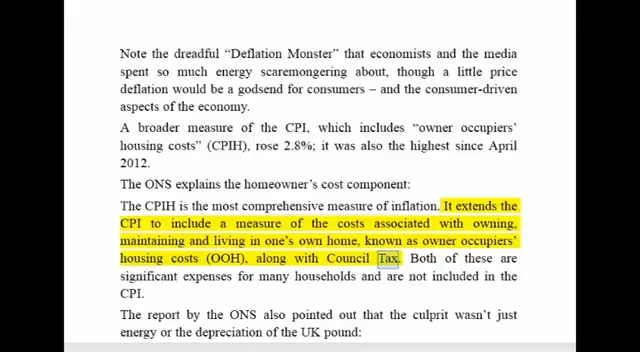 Note the dreadful “Deflation Monster” that economists and the media
spent so much energy scaremongering about, though a little price
deflation would be a godsend for consumers – and the consumer-driven
aspects of the economy.
A broader measure of the CPI, which includes “owner occupiers’
housing costs” (CPIH), rose 2.8%; it was also the highest since April
2012.
The ONS explains the homeowner’s cost component:
The CPIH is the most comprehensive measure of inflation. It extends the
CPI to include a measure of the costs associated with owning,
maintaining and living in one’s own home, known as owner occupiers’
housing costs (OOH), along with Council Tax. Both of these are
significant expenses for many households and are not included in the
CPI.
The report by the ONS also pointed out that the culprit wasn’t just
energy or the depreciation of the UK pound: